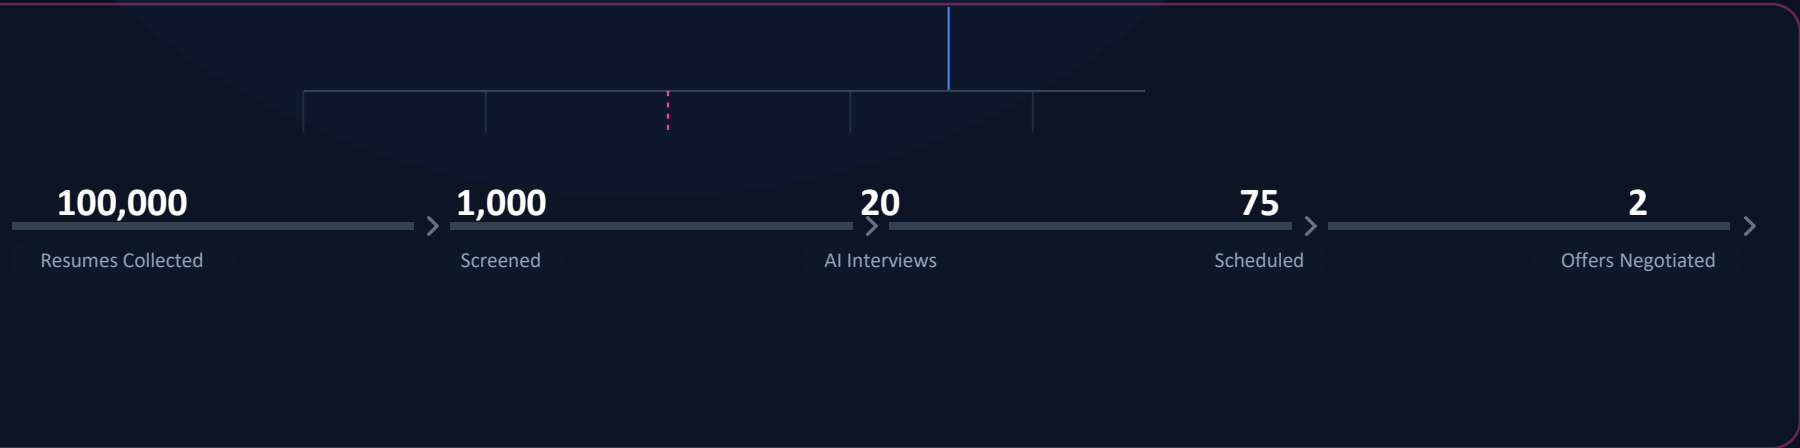 100,000
1,000
20
75
2
Resumes Collected
Screened
AI Interviews
Scheduled
Offers Negotiated